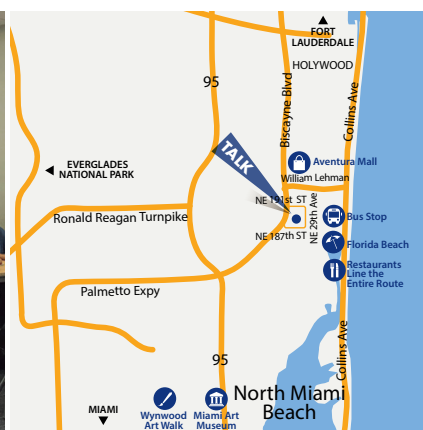 FORT
LAUDERDALE
HOLYWOOD
95
Biscayne Blvd
Collins Ave
TALK
Aventura Mall
William Lehman
EVERGLADES
NATIONAL PARK
NE 191st ST
NE 29th Ave
Bus Stop
Ronald Reagan Turnpike
NE 187th ST
Florida Beach
Restaurants
Line the
Entire Route
Palmetto Expy
Collins Ave
95
North Miami
Beach
MIAMI
Wynwood
Art Walk
Miami Art
Museum